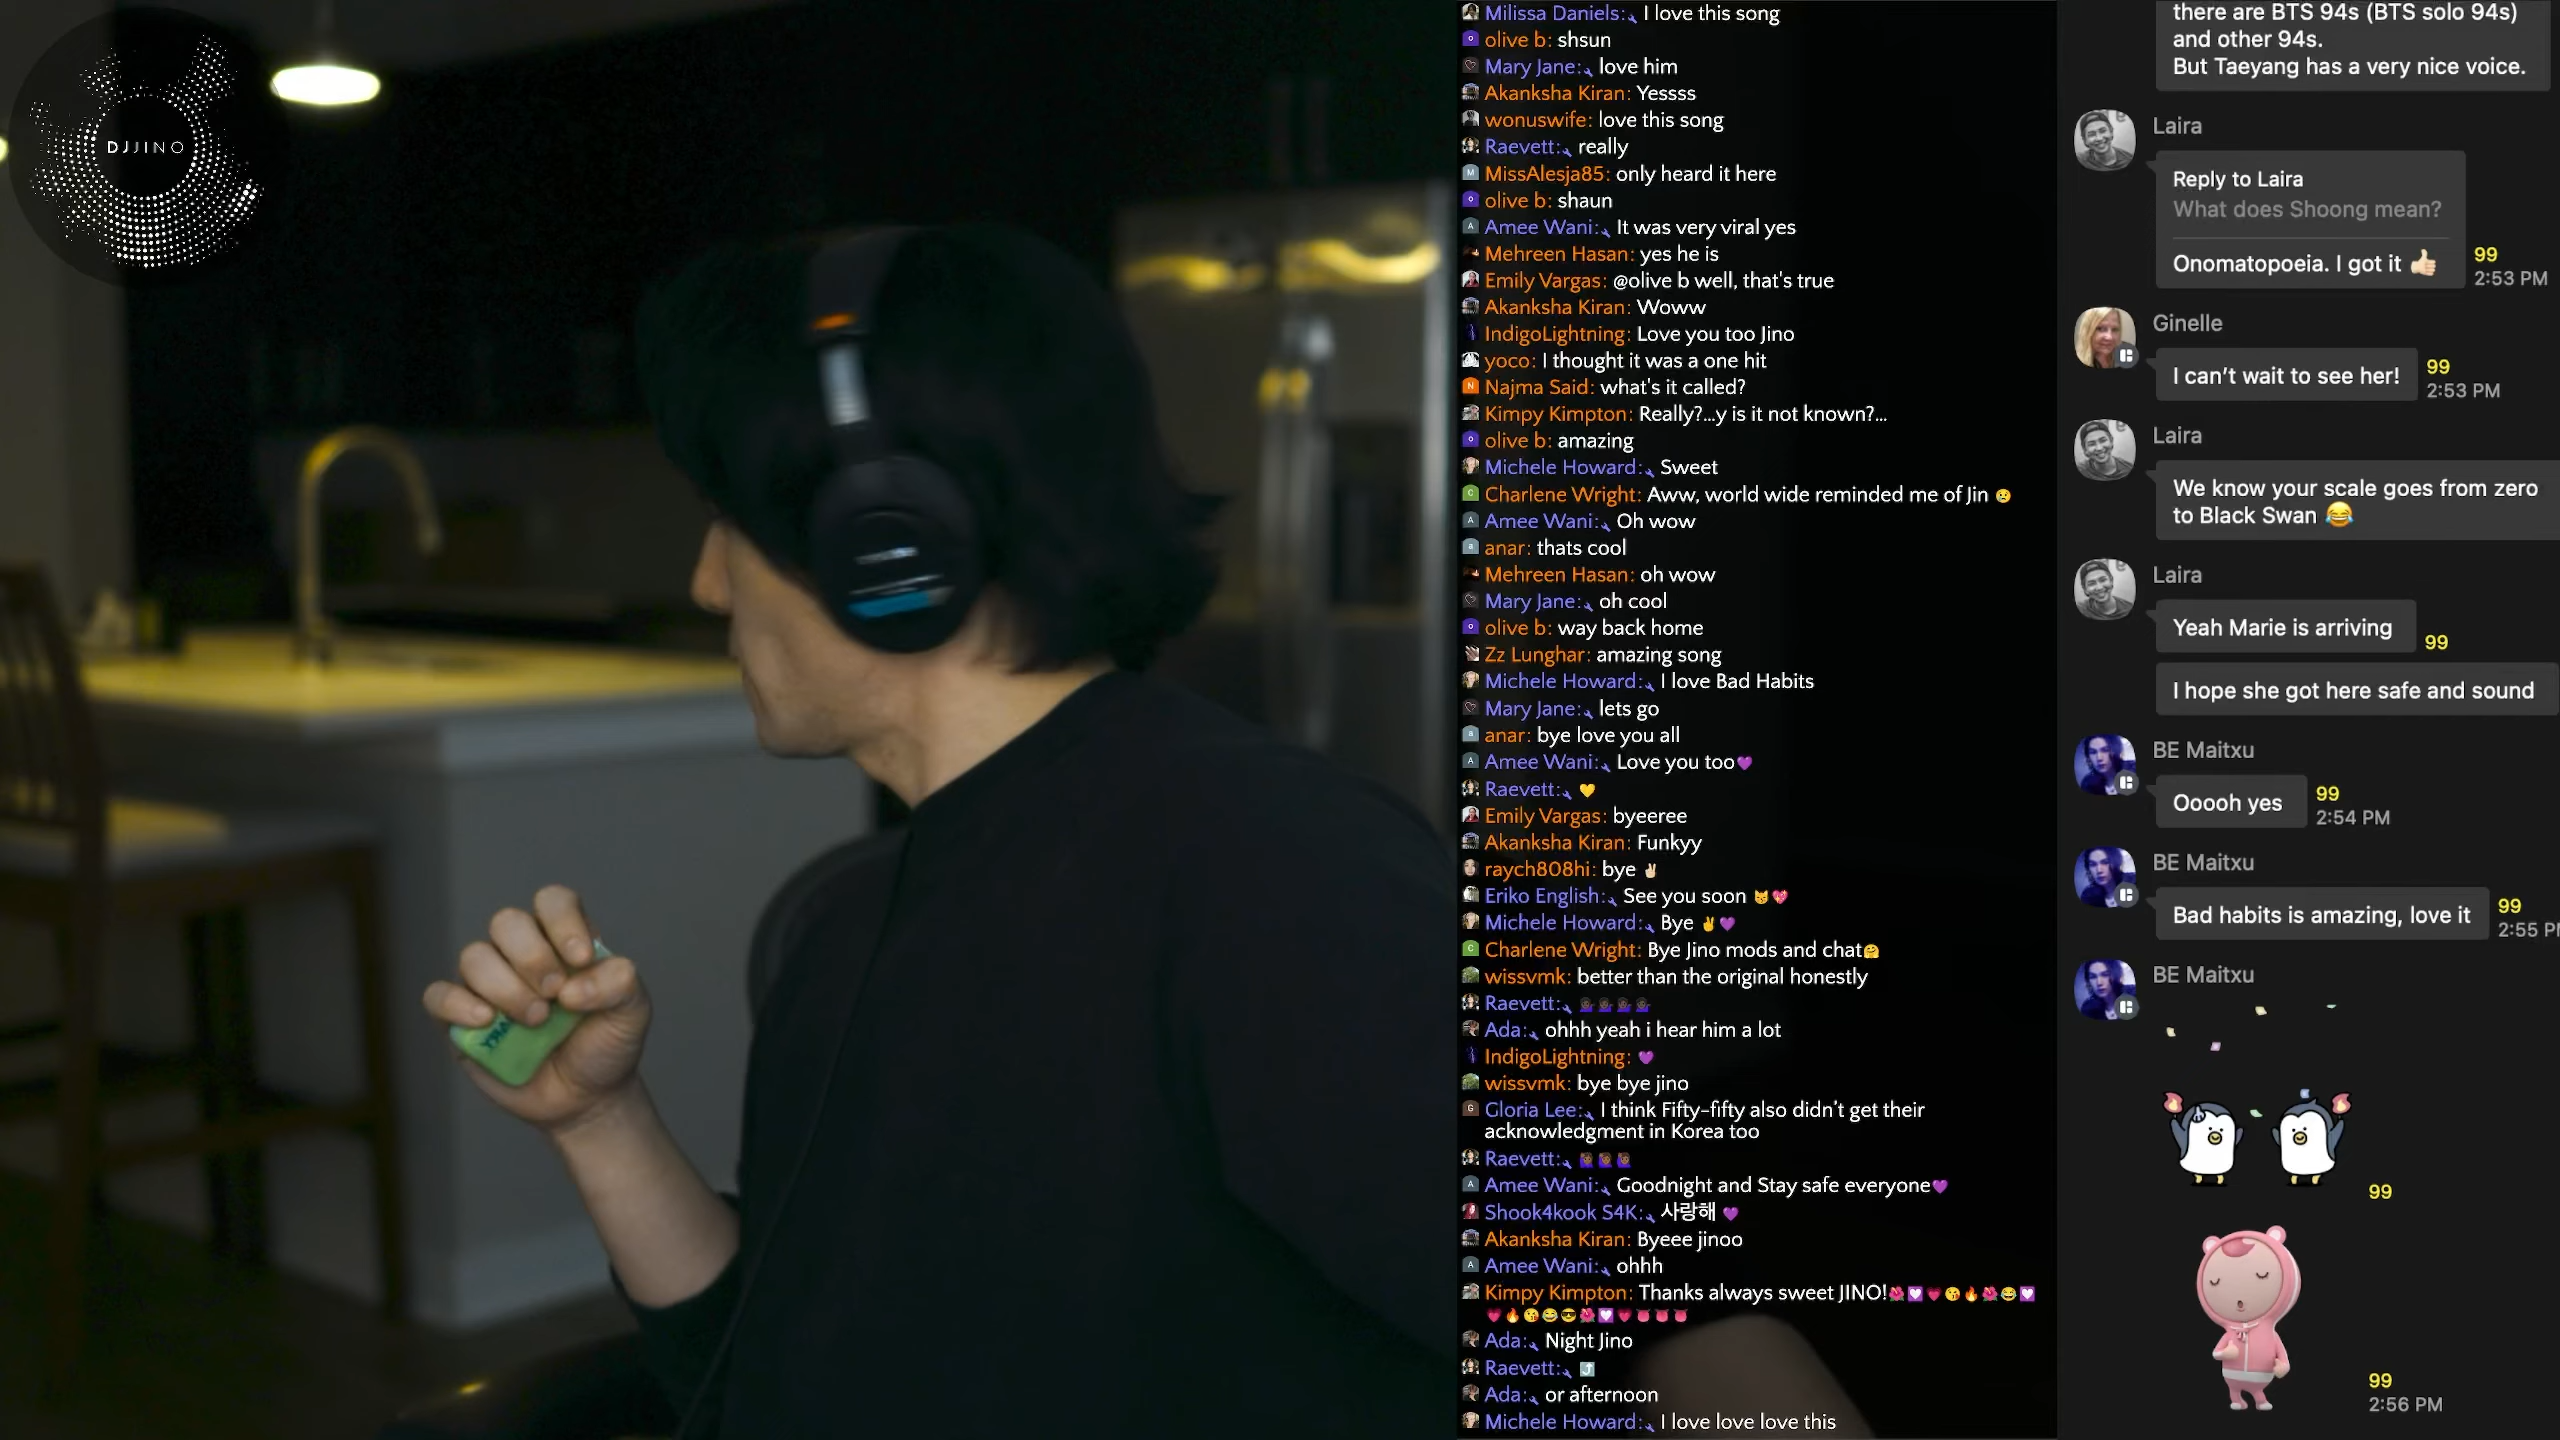 DJJINO
Milissa Daniels: I love this song
olive b: shsun
Mary Jane: love him
Akanksha Kiran: Yessss
wonuswife: love this song
Raevett: really
MissAlesja85: only heard it here
olive b: shaun
Amee Wani: It was very viral yes
Mehreen Hasan: yes he is
Emily Vargas: @olive b well, that's true
Akanksha Kiran: Woww
IndigoLightning: Love you too Jino
yoco: I thought it was a one hit
Najma Said: what's it called?
Kimpy Kimpton: Really?...y is it not known?...
olive b: amazing
Michele Howard: Sweet
Charlene Wright: Aww, world wide reminded me of Jin 😢
Amee Wani: Oh wow
anar: thats cool
Mehreen Hasan: oh wow
Mary Jane: oh cool
olive b: way back home
Zz Lunghar: amazing song
Michele Howard: I love Bad Habits
Mary Jane: lets go
anar: bye love you all
Amee Wani: Love you too💜
Raevett: 💛
Emily Vargas: byeeree
Akanksha Kiran: Funkyy
raych808hi: bye ✌🏻
Eriko English: See you soon 😽💖
Michele Howard: Bye ✌💜
Charlene Wright: Bye Jino mods and chat🤗
wissvmk: better than the original honestly
Raevett:
Ada: ohhh yeah i hear him a lot
IndigoLightning: 💜
wissvmk: bye bye jino
Gloria Lee: I think Fifty-fifty also didn't get their
acknowledgment in Korea too
Raevett:
Amee Wani: Goodnight and Stay safe everyone💜
Shook4kook S4K: 사랑해 💜
Akanksha Kiran: Byeee jinoo
Amee Wani: ohhh
Kimpy Kimpton: Thanks always sweet JINO!
Ada: Night Jino
Raevett: ⤴
Ada: or afternoon
Michele Howard: I love love love this
there are BTS 94s (BTS solo 94s)
and other 94s.
But Taeyang has a very nice voice.
Laira
Reply to Laira
What does Shoong mean?
Onomatopoeia. I got it 👍🏻
99
2:53 PM
Ginelle
I can't wait to see her!
99
2:53 PM
Laira
We know your scale goes from zero
to Black Swan 😂
Laira
Yeah Marie is arriving
99
I hope she got here safe and sound
BE Maitxu
Ooooh yes
99
2:54 PM
BE Maitxu
Bad habits is amazing, love it
99
2:55 P
BE Maitxu
99
99
2:56 PM